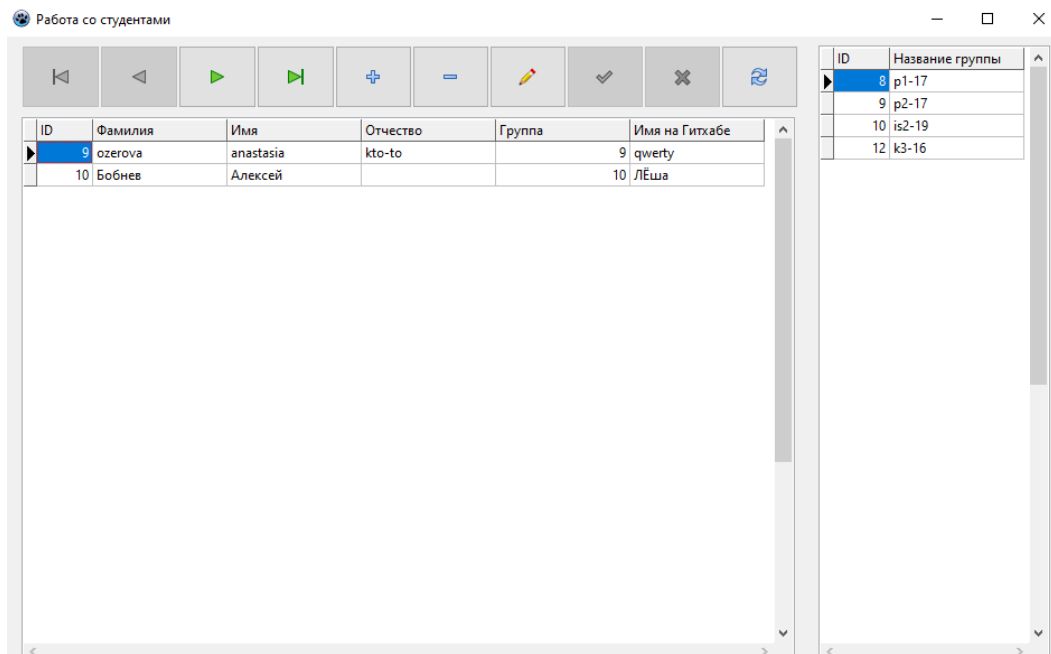 Работа со студентами
ID Фамилия Имя Отчество Группа Имя на Гитхабе
9 ozerova anastasia kto-to 9 qwerty
10 Бобнев Алексей 10 ЛЁша
ID Название группы
8 p1-17
9 p2-17
10 is2-19
12 k3-16